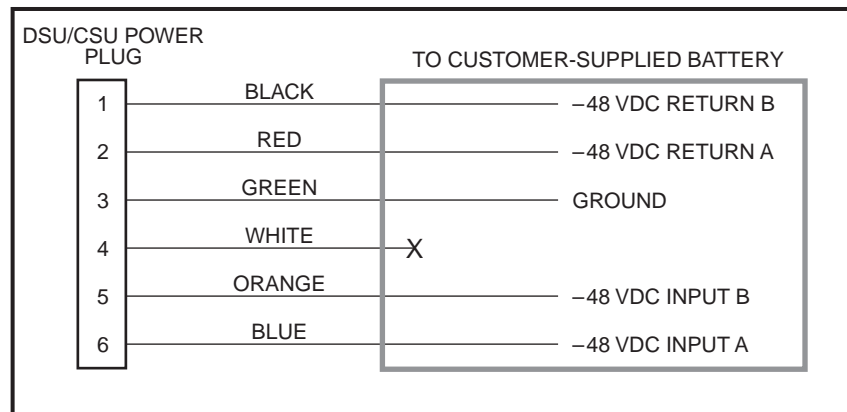 DSU/CSU POWER
PLUG
TO CUSTOMER-SUPPLIED BATTERY
1 BLACK –48 VDC RETURN B
2 RED –48 VDC RETURN A
3 GREEN GROUND
4 WHITE X
5 ORANGE –48 VDC INPUT B
6 BLUE –48 VDC INPUT A